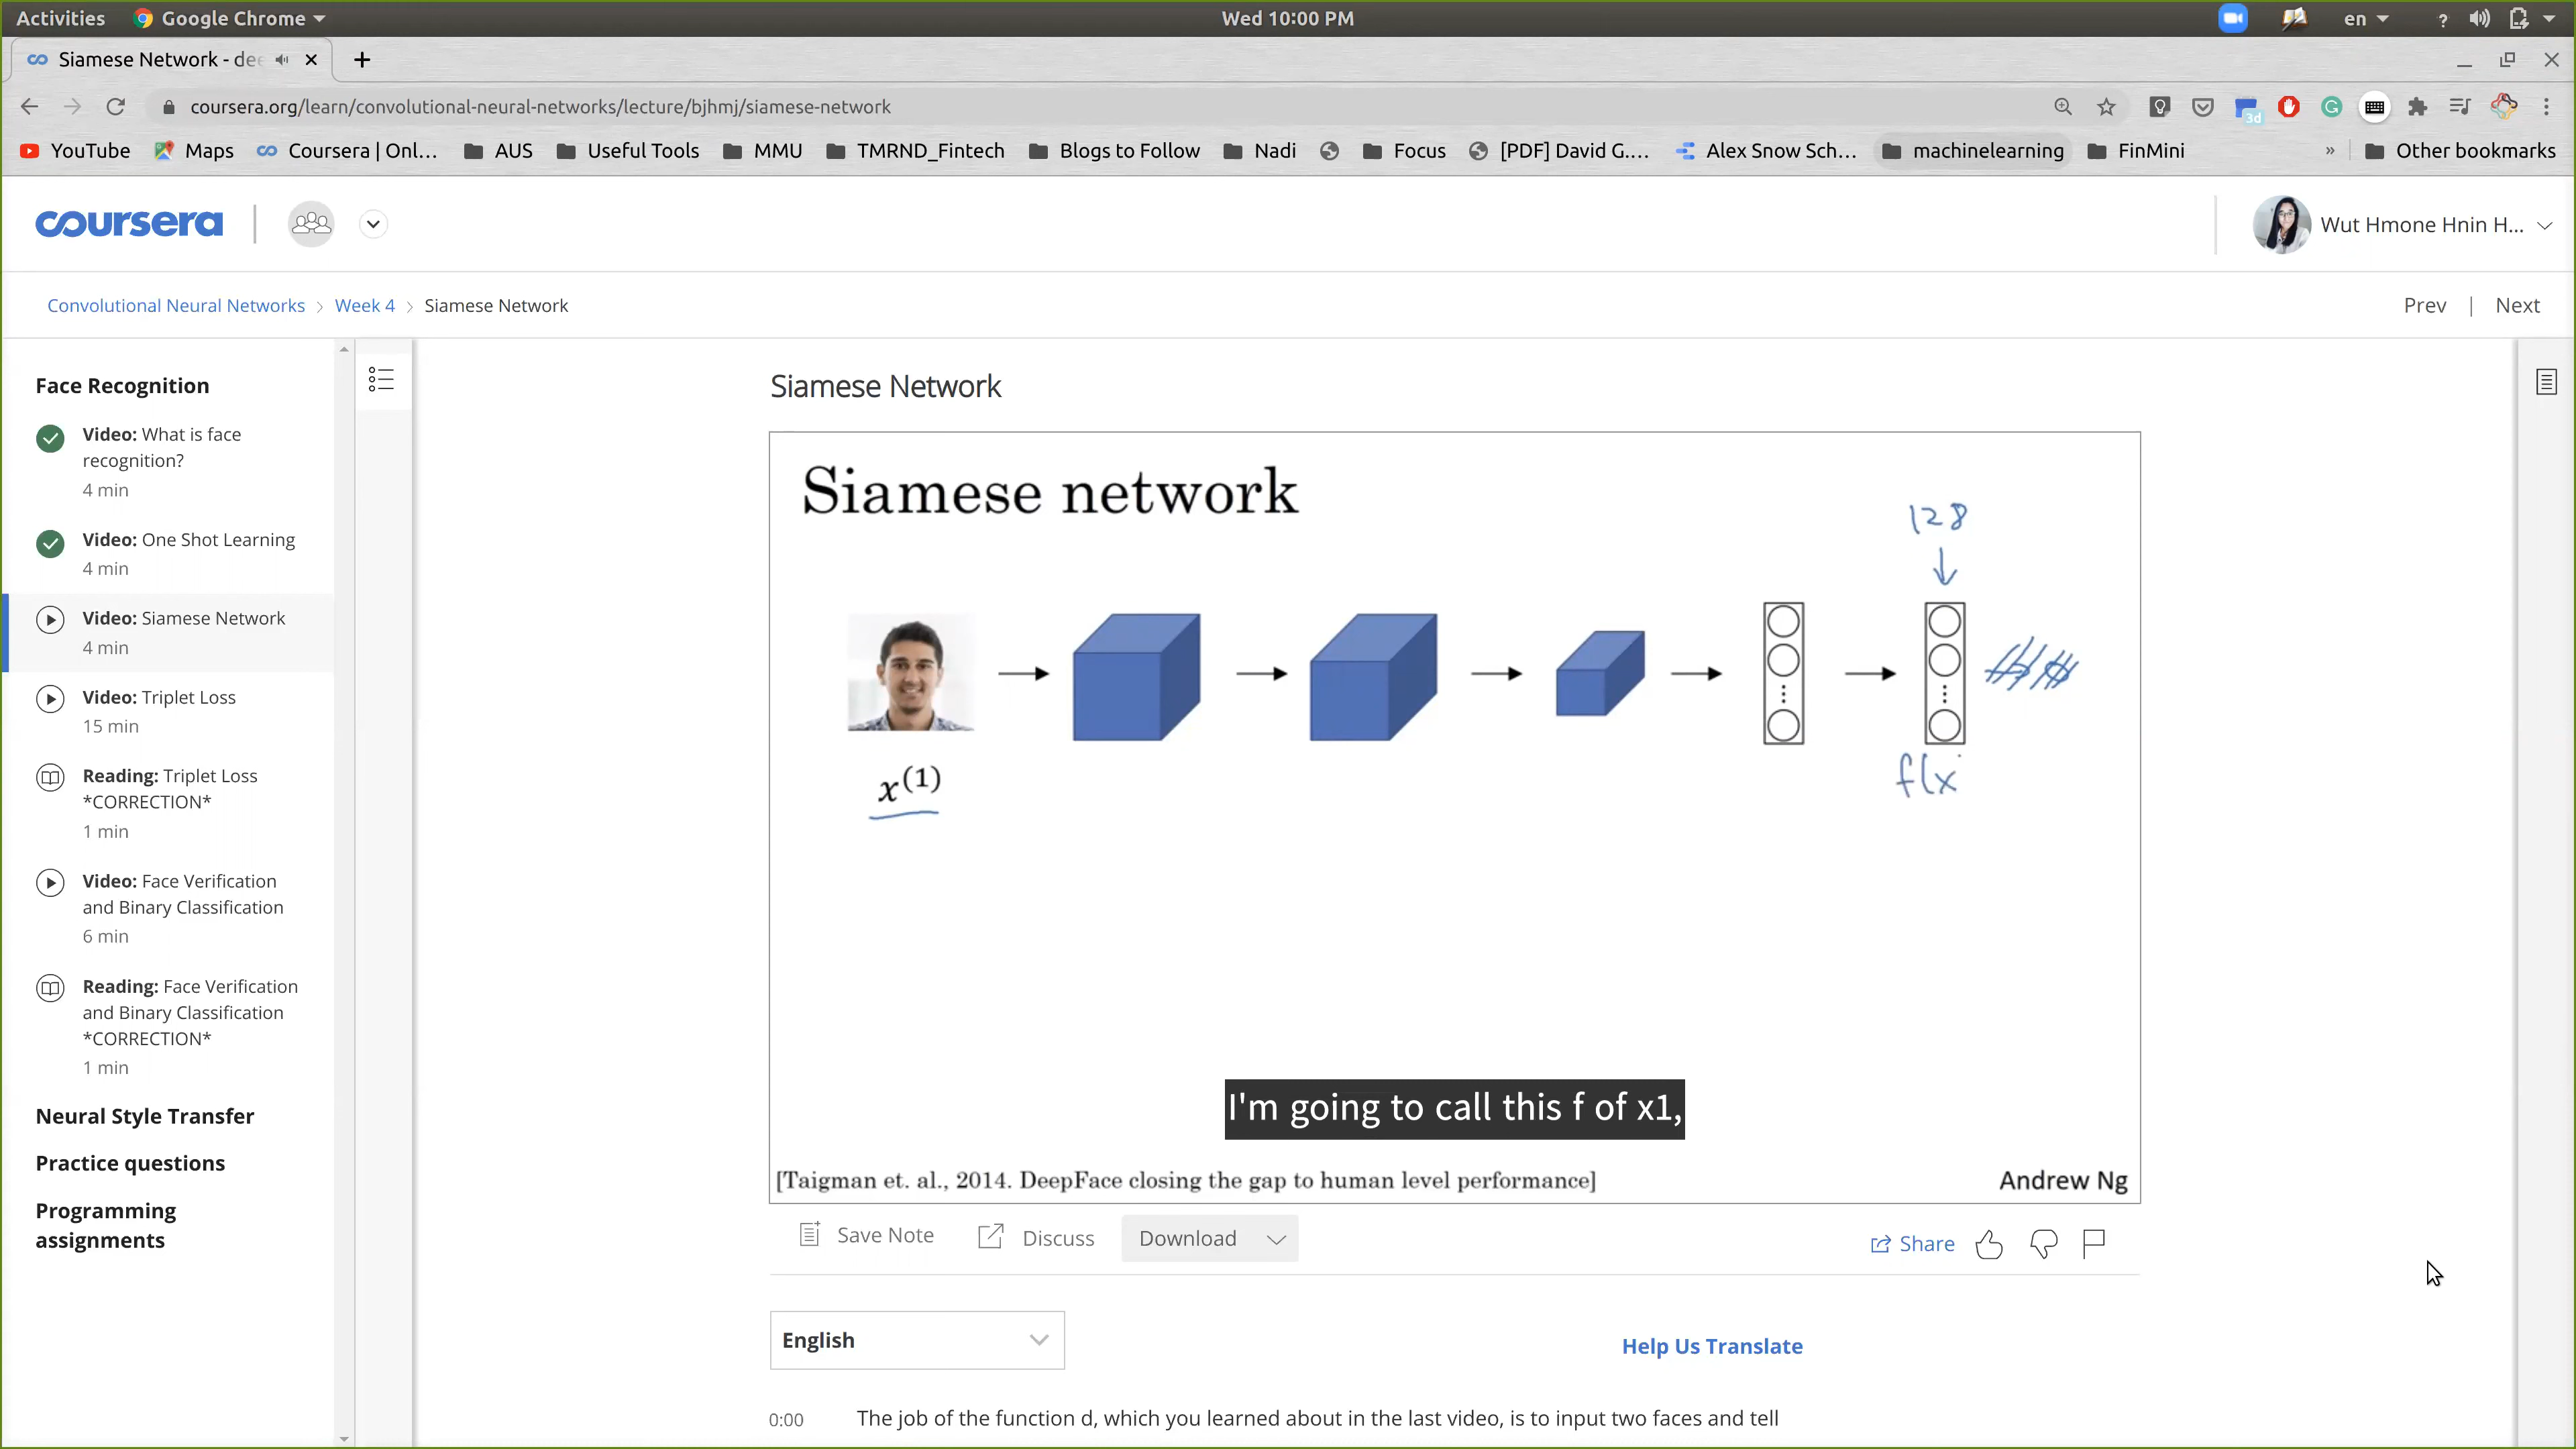 Activities
Google Chrome
Wed 10:00 PM
en
?
Siamese Network - dee
coursera.org/learn/convolutional-neural-networks/lecture/bjhmj/siamese-network
3d
YouTube
Maps
Coursera | Onl...
AUS
Useful Tools
MMU
TMRND_Fintech
Blogs to Follow
Nadi
Focus
[PDF] David G....
Alex Snow Sch...
machinelearning
FinMini
»
Other bookmarks
coursera
Wut Hmone Hnin H...
Convolutional Neural Networks > Week 4 > Siamese Network
Prev | Next
Face Recognition
Video: What is face
recognition?
4 min
Video: One Shot Learning
4 min
Video: Siamese Network
4 min
Video: Triplet Loss
15 min
Reading: Triplet Loss
*CORRECTION*
1 min
Video: Face Verification
and Binary Classification
6 min
Reading: Face Verification
and Binary Classification
*CORRECTION*
1 min
Neural Style Transfer
Practice questions
Programming
assignments
Siamese Network
Siamese network
128
x(1)
f(x
I'm going to call this f of x1,
[Taigman et. al., 2014. DeepFace closing the gap to human level performance]
Andrew Ng
Save Note
Discuss
Download
Share
English
Help Us Translate
0:00
The job of the function d, which you learned about in the last video, is to input two faces and tell